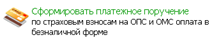 Сформировать платежное поручение
по страховым взносам на ОПС и ОМС оплата в
безналичной форме